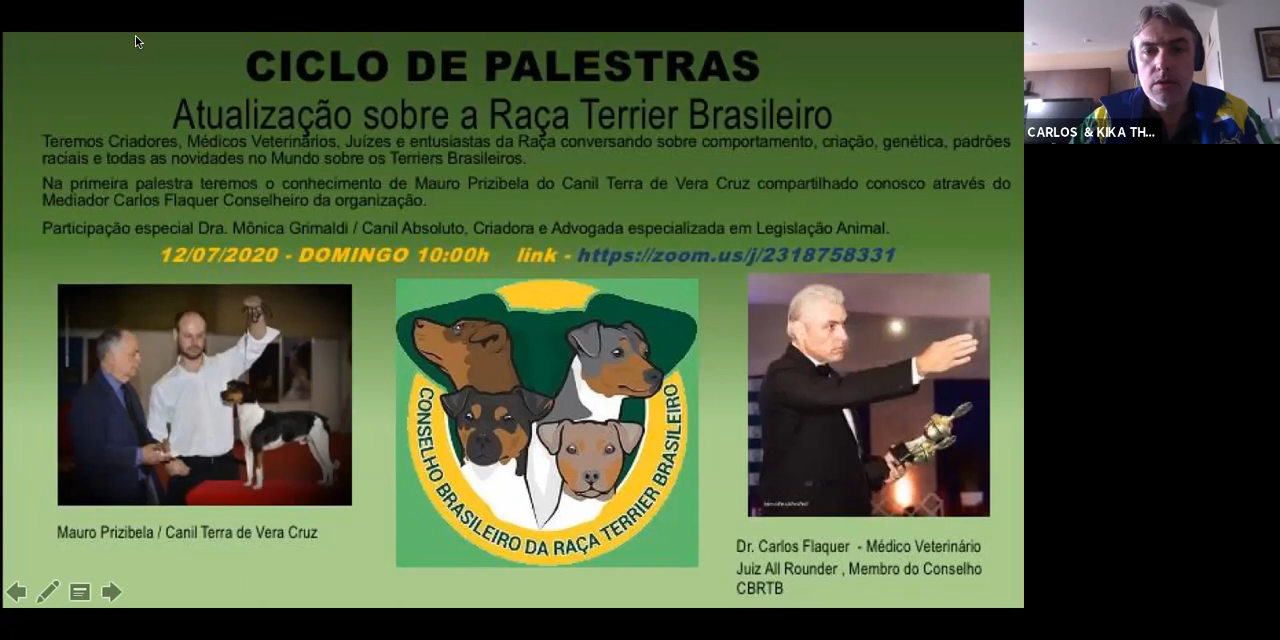 CICLO DE PALESTRAS
Atualização sobre a Raça Terrier Brasileiro
Teremos Criadores, Médicos Veterinários, Juízes e entusiastas da Raça conversando sobre comportamento, criação, genética, padrões
raciais e todas as novidades no Mundo sobre os Terriers Brasileiros.
Na primeira palestra teremos o conhecimento de Mauro Prizibela do Canil Terra de Vera Cruz compartilhado conosco através do
Mediador Carlos Flaquer Conselheiro da organização.
Participação especial Dra. Mônica Grimaldi / Canil Absoluto, Criadora e Advogada especializada em Legislação Animal.
12/07/2020 - DOMINGO 10:00h link - https://zoom.us/j/2318758331
CONSELHO BRASILEIRO DA RAÇA TERRIER BRASILEIRO
Mauro Prizibela / Canil Terra de Vera Cruz
Dr. Carlos Flaquer - Médico Veterinário
Juiz All Rounder , Membro do Conselho
CBRTB
CARLOS & KIKA TH...